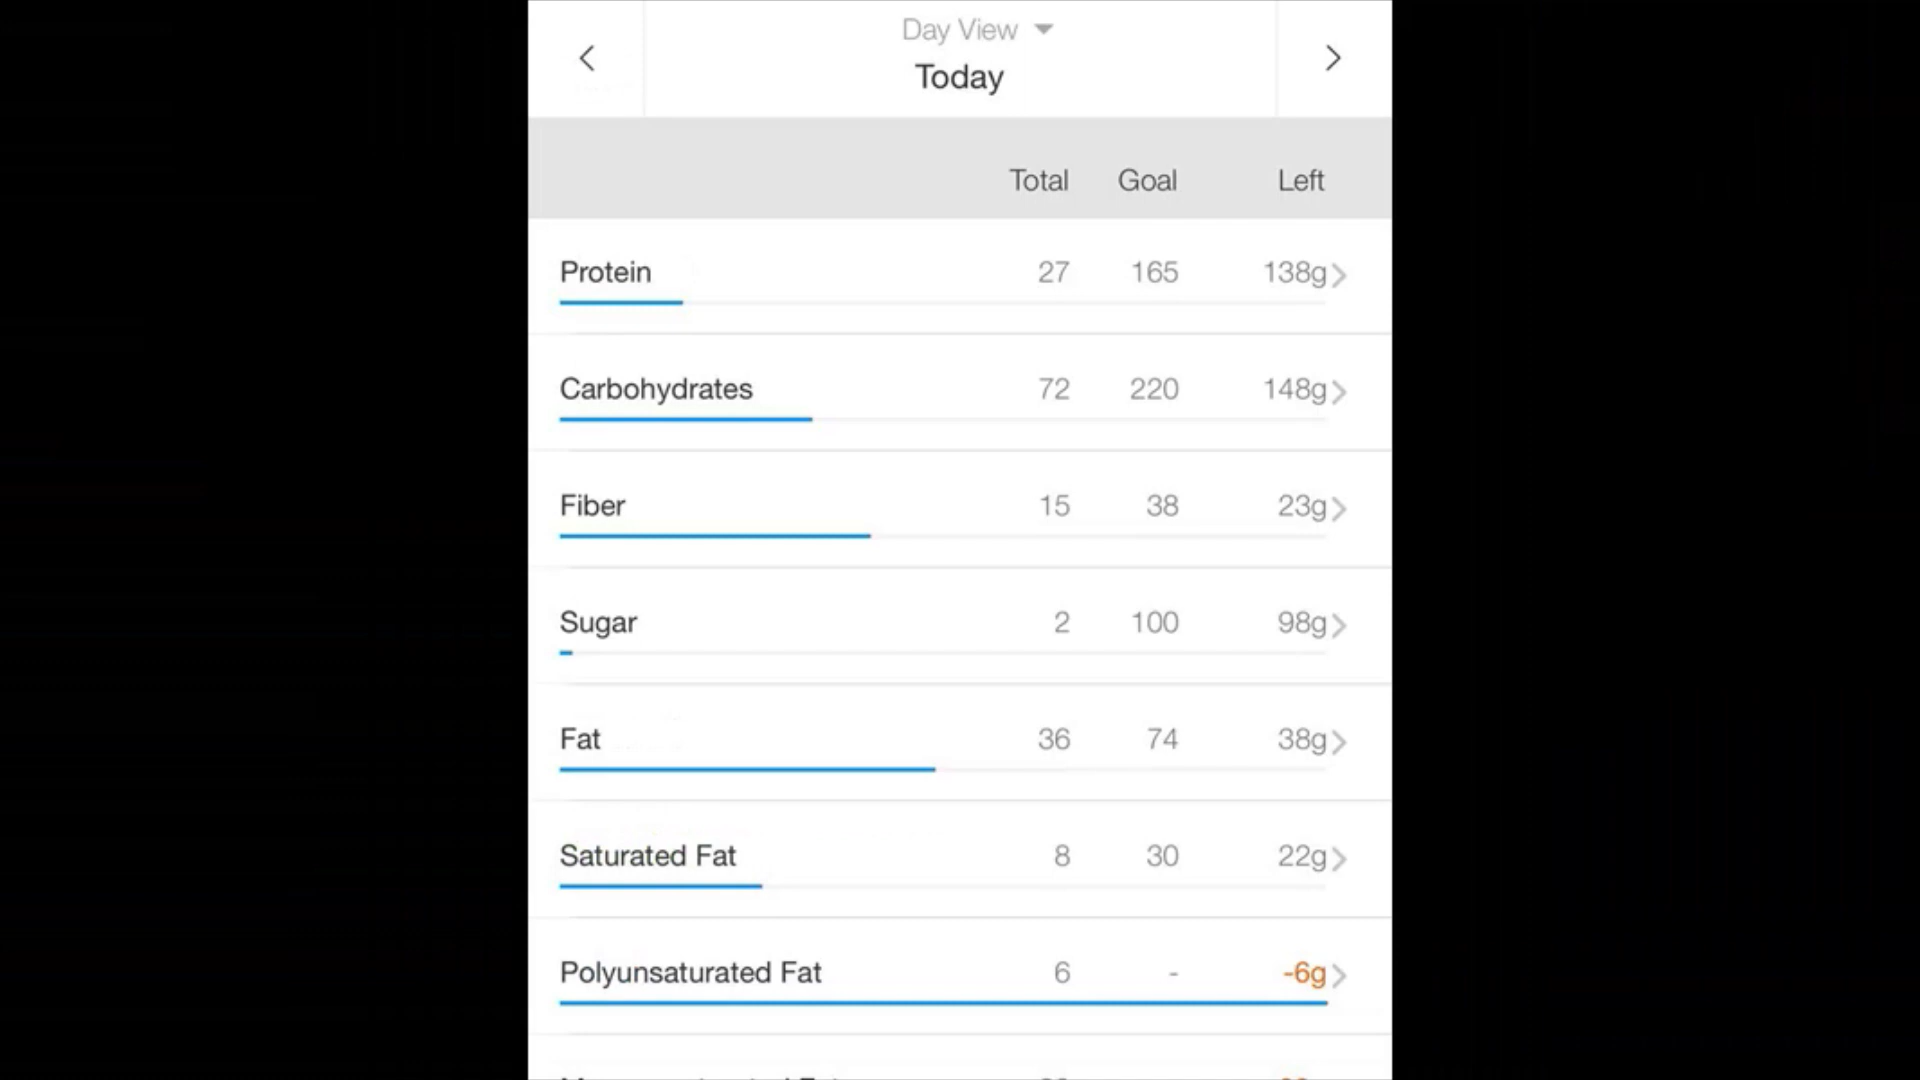 Day View
Today
Total Goal Left
Protein 27 165 138g
Carbohydrates 72 220 148g
Fiber 15 38 23g
Sugar 2 100 98g
Fat 36 74 38g
Saturated Fat 8 30 22g
Polyunsaturated Fat 6 - -6g